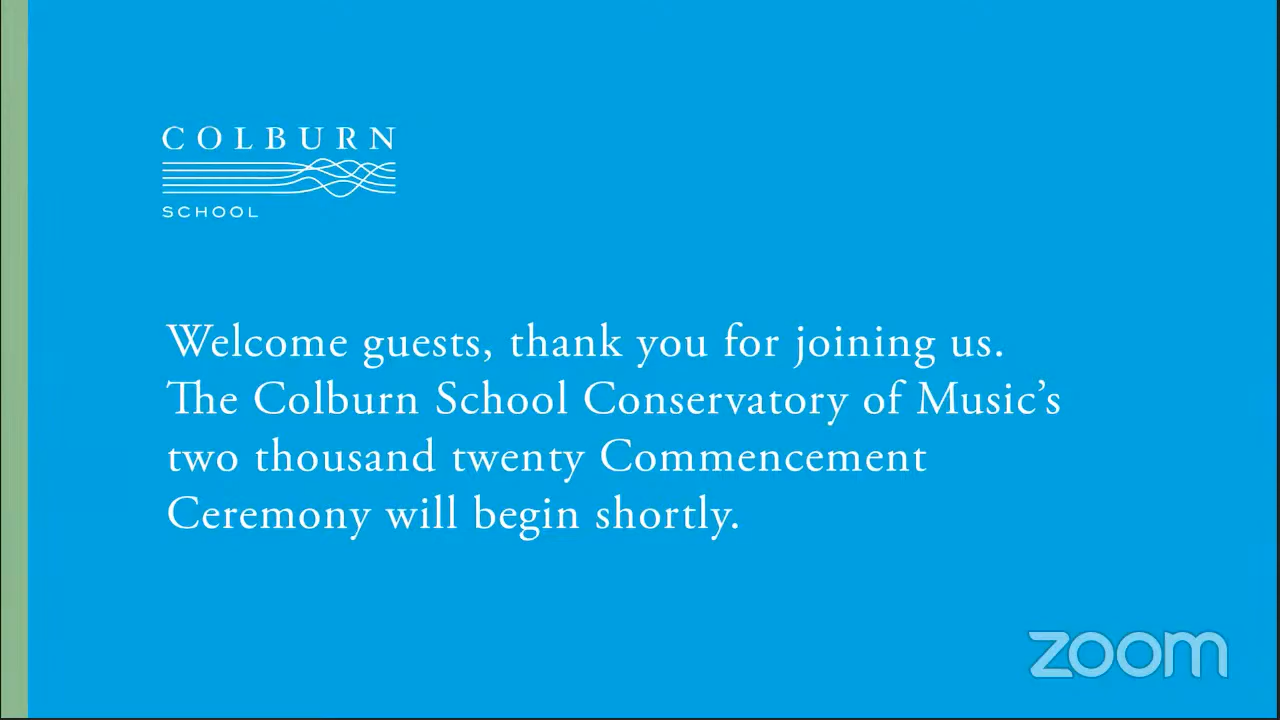 COLBURN
SCHOOL
Welcome guests, thank you for joining us.
The Colburn School Conservatory of Music’s
two thousand twenty Commencement
Ceremony will begin shortly.
zoom